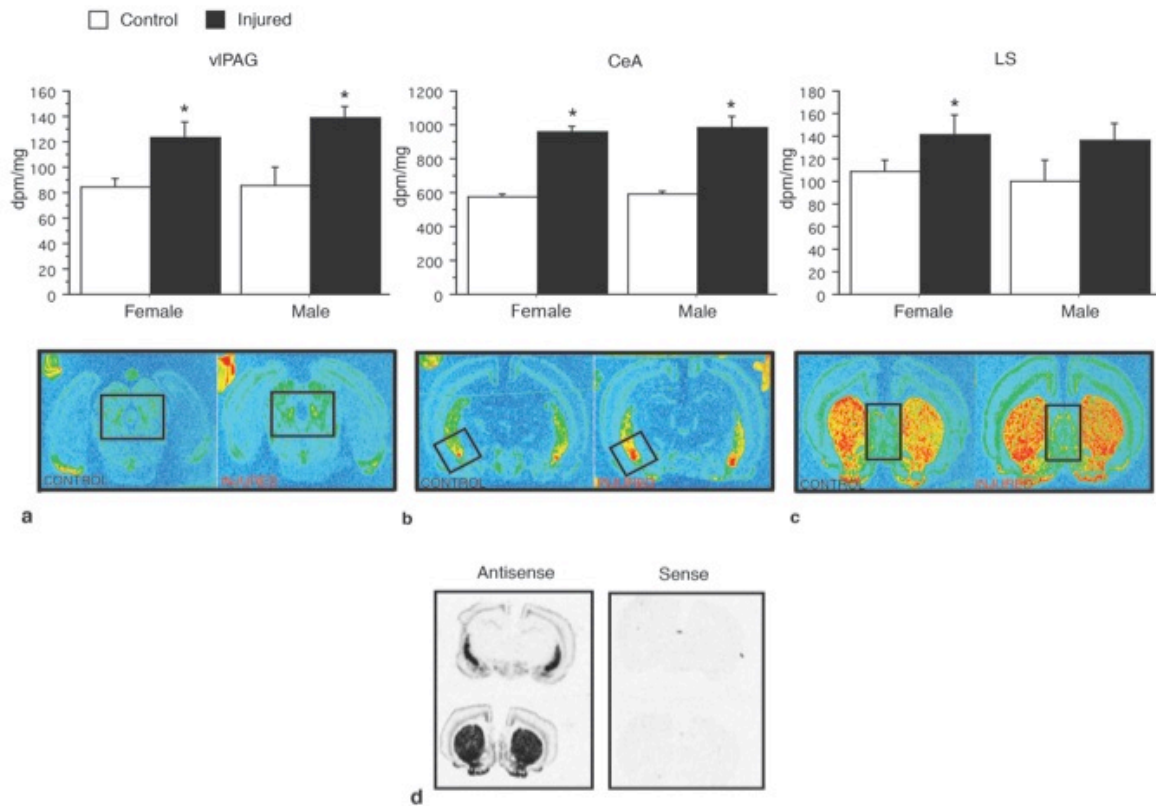 Control Injured
vlPAG
160
140
120
100
80
60
40
20
0
dpm/mg
Female Male
CeA
1200
1000
800
600
400
200
0
dpm/mg
Female Male
LS
180
160
140
120
100
80
60
40
20
0
dpm/mg
* * * * *
Female Male
CONTROL INJURED
CONTROL INJURED
CONTROL INJURED
a
b
c
Antisense Sense
d